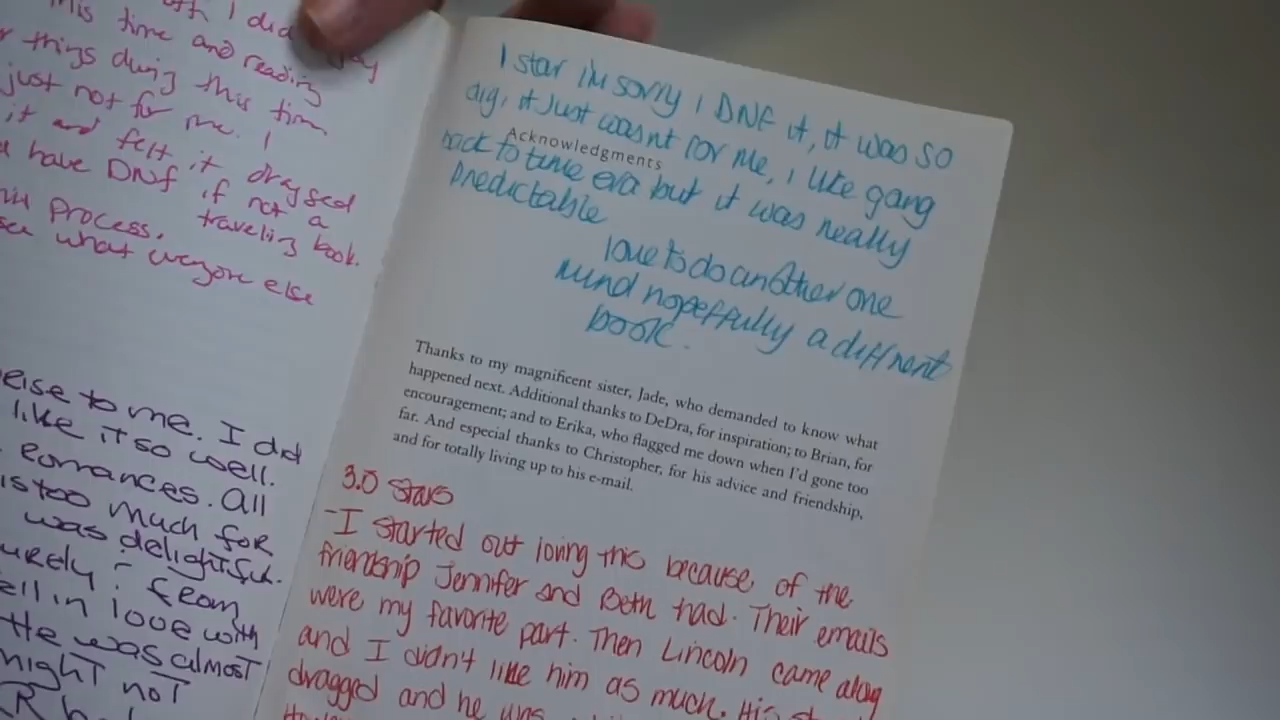 this time and reading
things during this time
just not for me. I
it and felt it dragged
have DNF if not a
process. traveling book.
see what everyone else
else to me. I did
like it so well.
Romances. All
is too much for
was delightful.
from
fell in love with
He was almost
might not
1 star i'm sorry i DNF it, it was so
dig, it just wasnt for me, i like going
back to time era but it was really
predictable
Acknowledgments
love to do another one
hopefully a diffrent
book.
Thanks to my magnificent sister, Jade, who demanded to know what
happened next. Additional thanks to DeDra, for inspiration; to Brian, for
encouragement; and to Erika, who flagged me down when I'd gone too
far. And especial thanks to Christopher, for his advice and friendship,
and for totally living up to his e-mail.
3.0 Stars
-I started out loving this because of the
friendship Jennifer and Beth had. Their emails
were my favorite part. Then Lincoln came along
and I didn't like him as much. His
dragged and he was